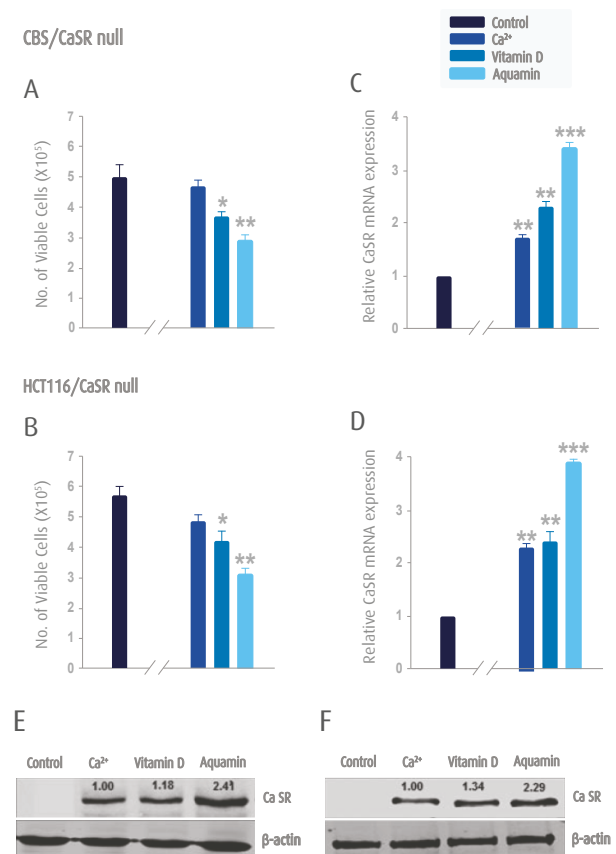 Control
Ca²⁺
Vitamin D
Aquamin
CBS/CaSR null
A
No. of Viable Cells (X10⁵)
7
6
5
4
3
2
1
0
*
**
C
Relative CaSR mRNA expression
4
3
2
1
0
**
**
***
HCT116/CaSR null
B
No. of Viable Cells (X10⁵)
7
6
5
4
3
2
1
0
*
**
D
Relative CaSR mRNA expression
4
3
2
1
0
**
**
***
E
Control Ca²⁺ Vitamin D Aquamin
1.00 1.18 2.41
Ca SR
β-actin
F
Control Ca²⁺ Vitamin D Aquamin
1.00 1.34 2.29
Ca SR
β-actin